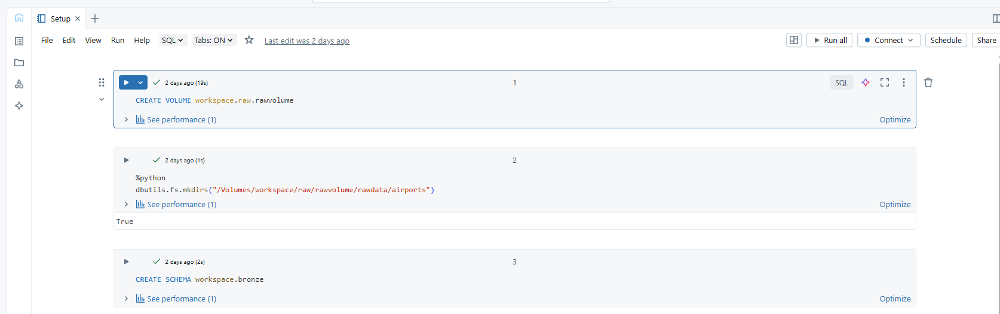 Setup
File Edit View Run Help SQL Tabs: ON Last edit was 2 days ago Run all Connect Schedule Share
2 days ago (19s) 1 SQL
CREATE VOLUME workspace.raw.rawvolume
See performance (1) Optimize
2 days ago (1s) 2
%python
dbutils.fs.mkdirs("/Volumes/workspace/raw/rawvolume/rawdata/airports")
See performance (1) Optimize
True
2 days ago (2s) 3
CREATE SCHEMA workspace.bronze
See performance (1) Optimize